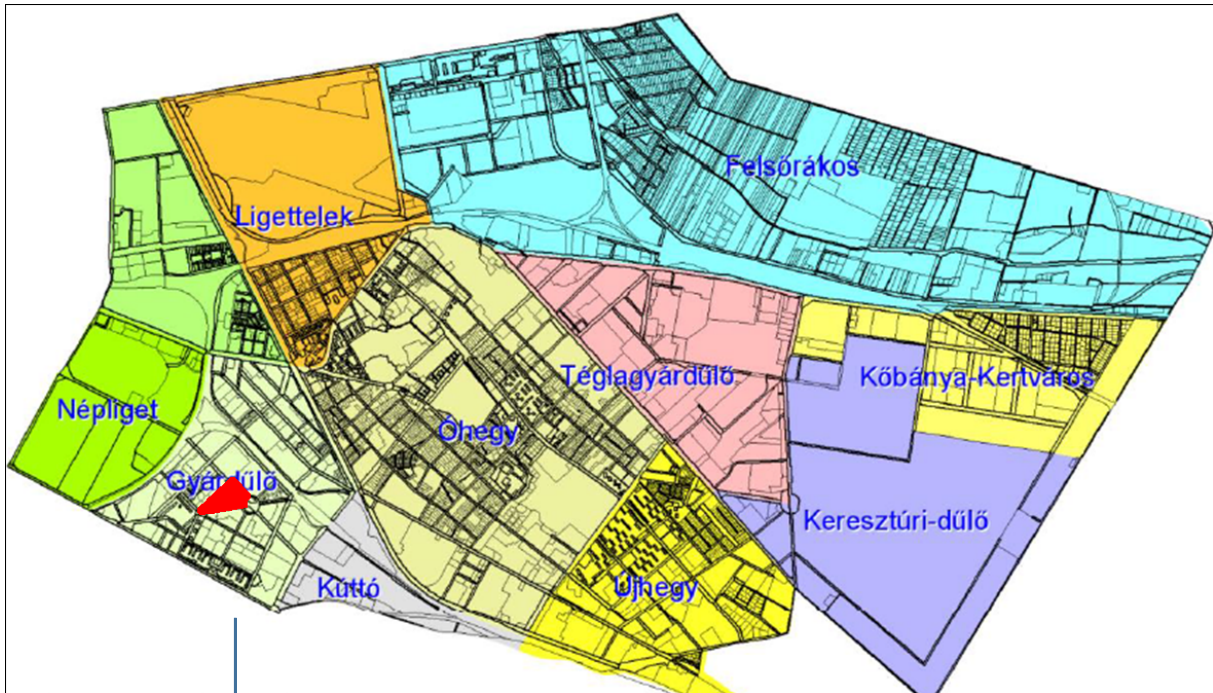 Felsőrákos
Ligettelek
Téglagyárdűlő
Kőbánya-Kertváros
Népliget
Óhegy
Gyárdűlő
Keresztúri-dűlő
Kúttó
Újhegy